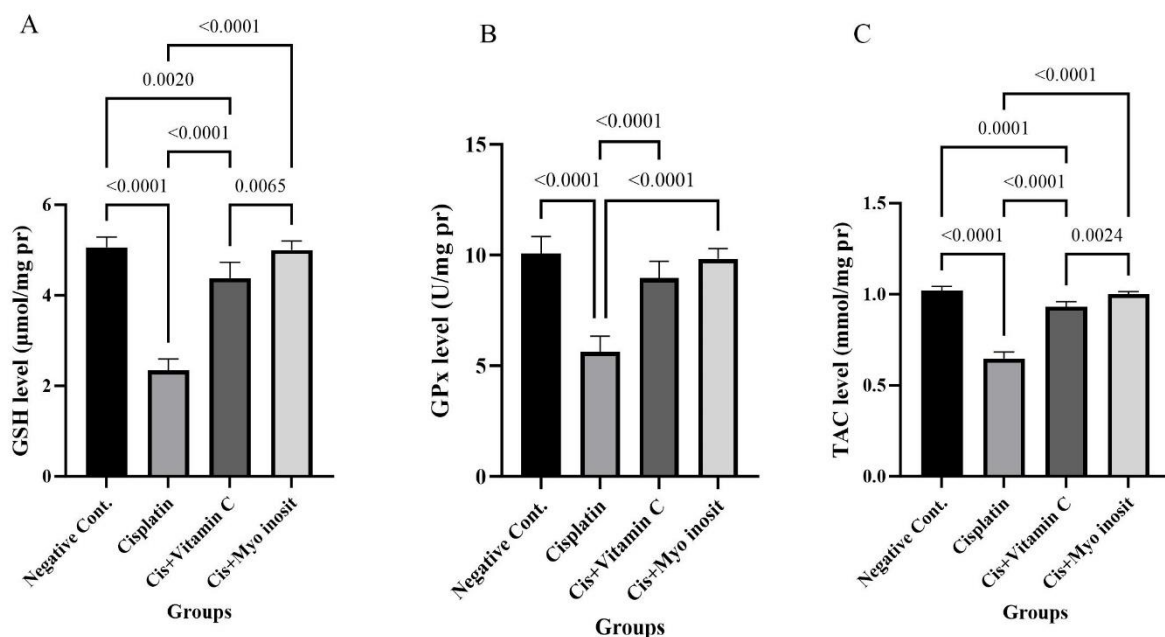 A
<0.0001
0.0020
<0.0001
<0.0001
0.0065
GSH level (µmol/mg pr)
6
4
2
0
Negative Cont.
Cisplatin
Cis+Vitamin C
Cis+Myo inosit
Groups
B
<0.0001
<0.0001
<0.0001
GPx level (U/mg pr)
15
10
5
0
Negative Cont.
Cisplatin
Cis+Vitamin C
Cis+Myo inosit
Groups
C
<0.0001
0.0001
<0.0001
<0.0001
0.0024
TAC level (mmol/mg pr)
1.5
1.0
0.5
0.0
Negative Cont.
Cisplatin
Cis+Vitamin C
Cis+Myo inosit
Groups